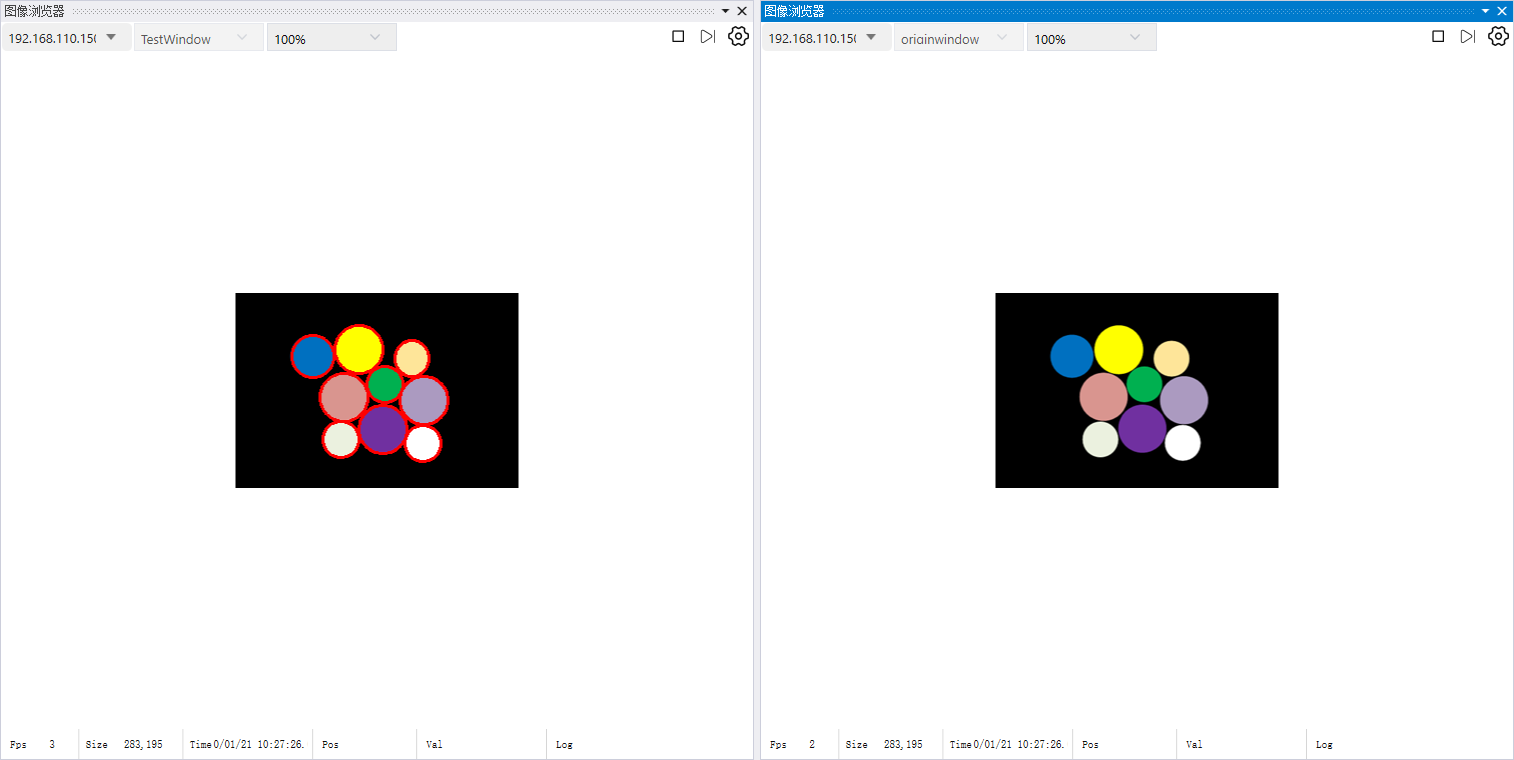 图像浏览器
192.168.110.150 TestWindow 100%
Fps 3 Size 283,195 Time 0/01/21 10:27:26. Pos Val Log
图像浏览器
192.168.110.150 originwindow 100%
Fps 2 Size 283,195 Time 0/01/21 10:27:26. Pos Val Log